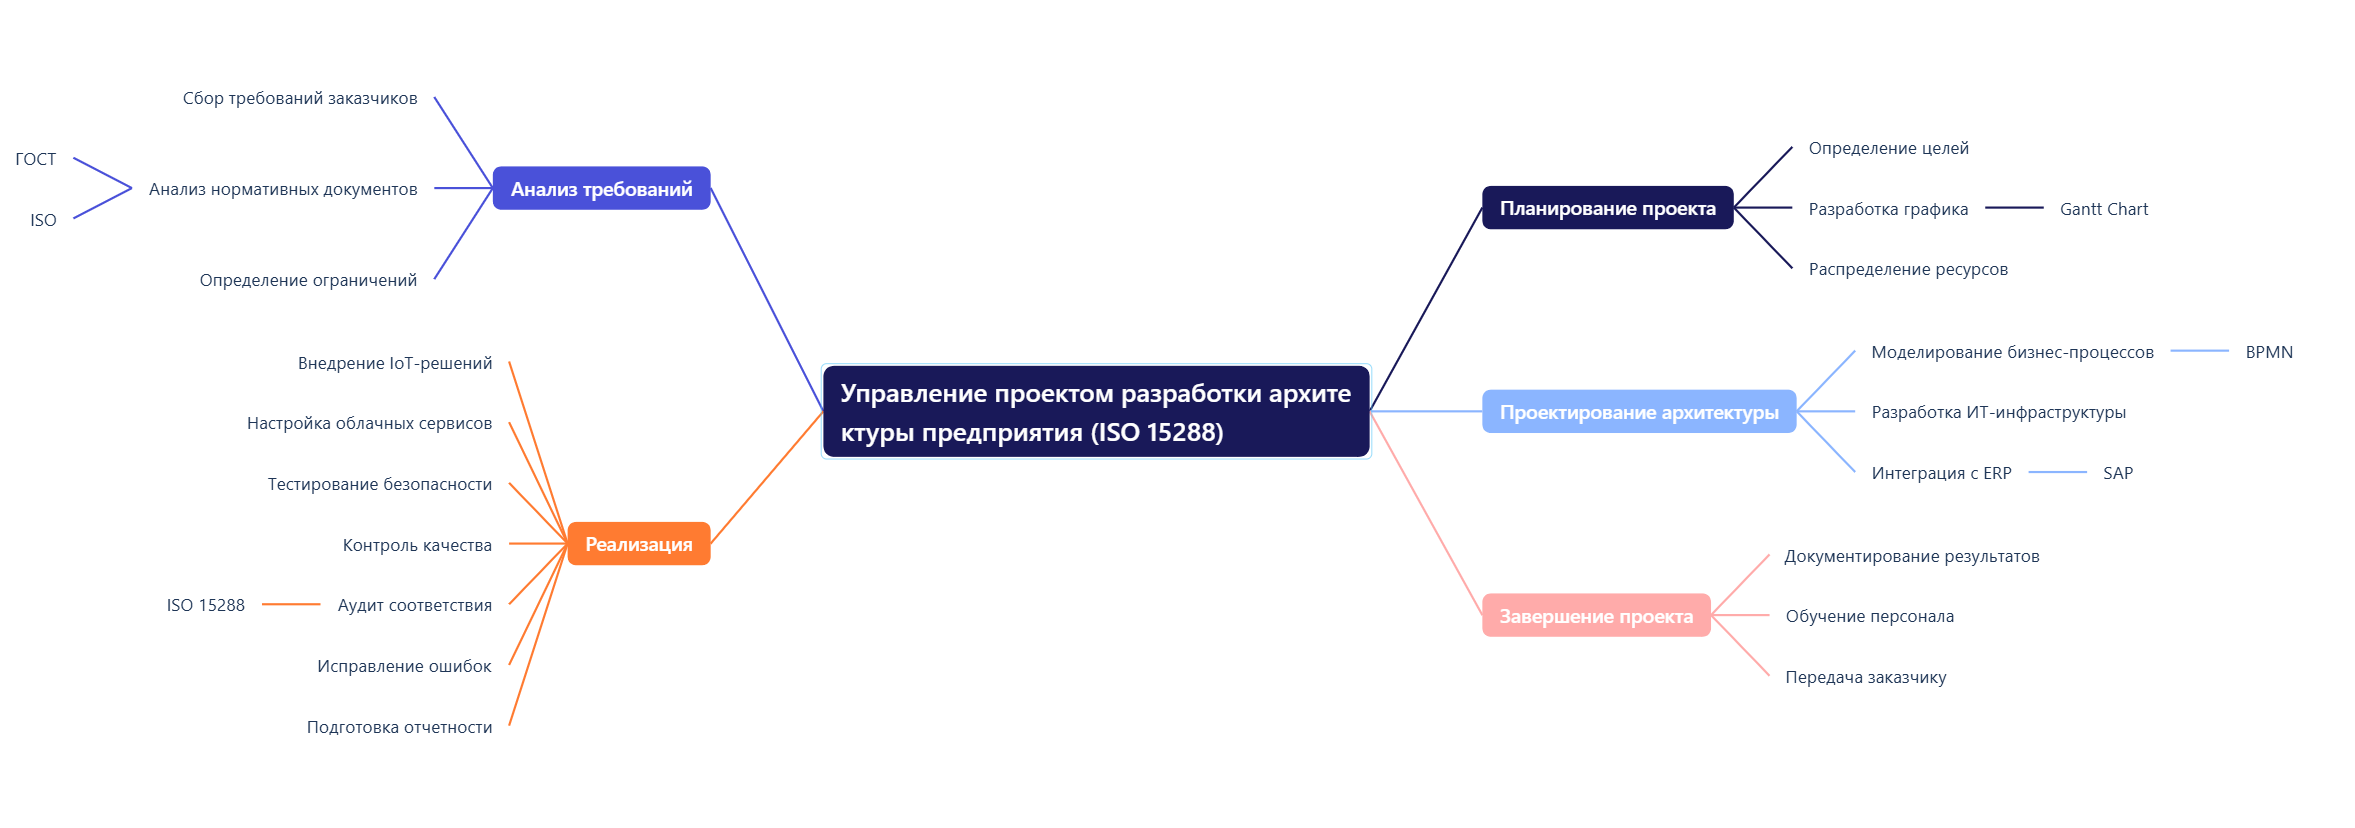 Управление проектом разработки архите
ктуры предприятия (ISO 15288)
Планирование проекта
Определение целей
Разработка графика
Gantt Chart
Распределение ресурсов
Проектирование архитектуры
Моделирование бизнес-процессов
BPMN
Разработка ИТ-инфраструктуры
Интеграция с ERP
SAP
Завершение проекта
Документирование результатов
Обучение персонала
Передача заказчику
Анализ требований
Сбор требований заказчиков
Анализ нормативных документов
ГОСТ
ISO
Определение ограничений
Реализация
Внедрение IoT-решений
Настройка облачных сервисов
Тестирование безопасности
Контроль качества
Аудит соответствия
ISO 15288
Исправление ошибок
Подготовка отчетности